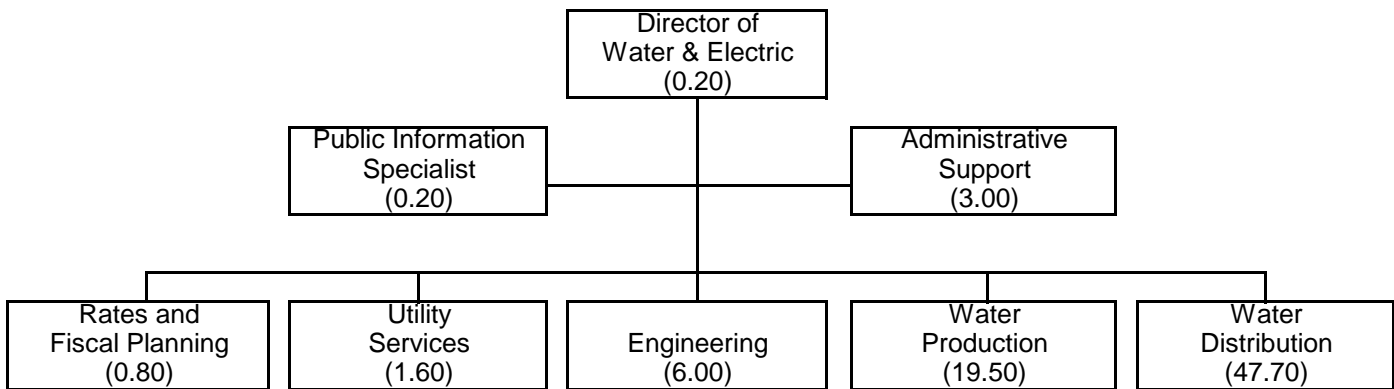 Director of
Water & Electric
(0.20)
Public Information
Specialist
(0.20)
Administrative
Support
(3.00)
Rates and
Fiscal Planning
(0.80)
Utility
Services
(1.60)
Engineering
(6.00)
Water
Production
(19.50)
Water
Distribution
(47.70)